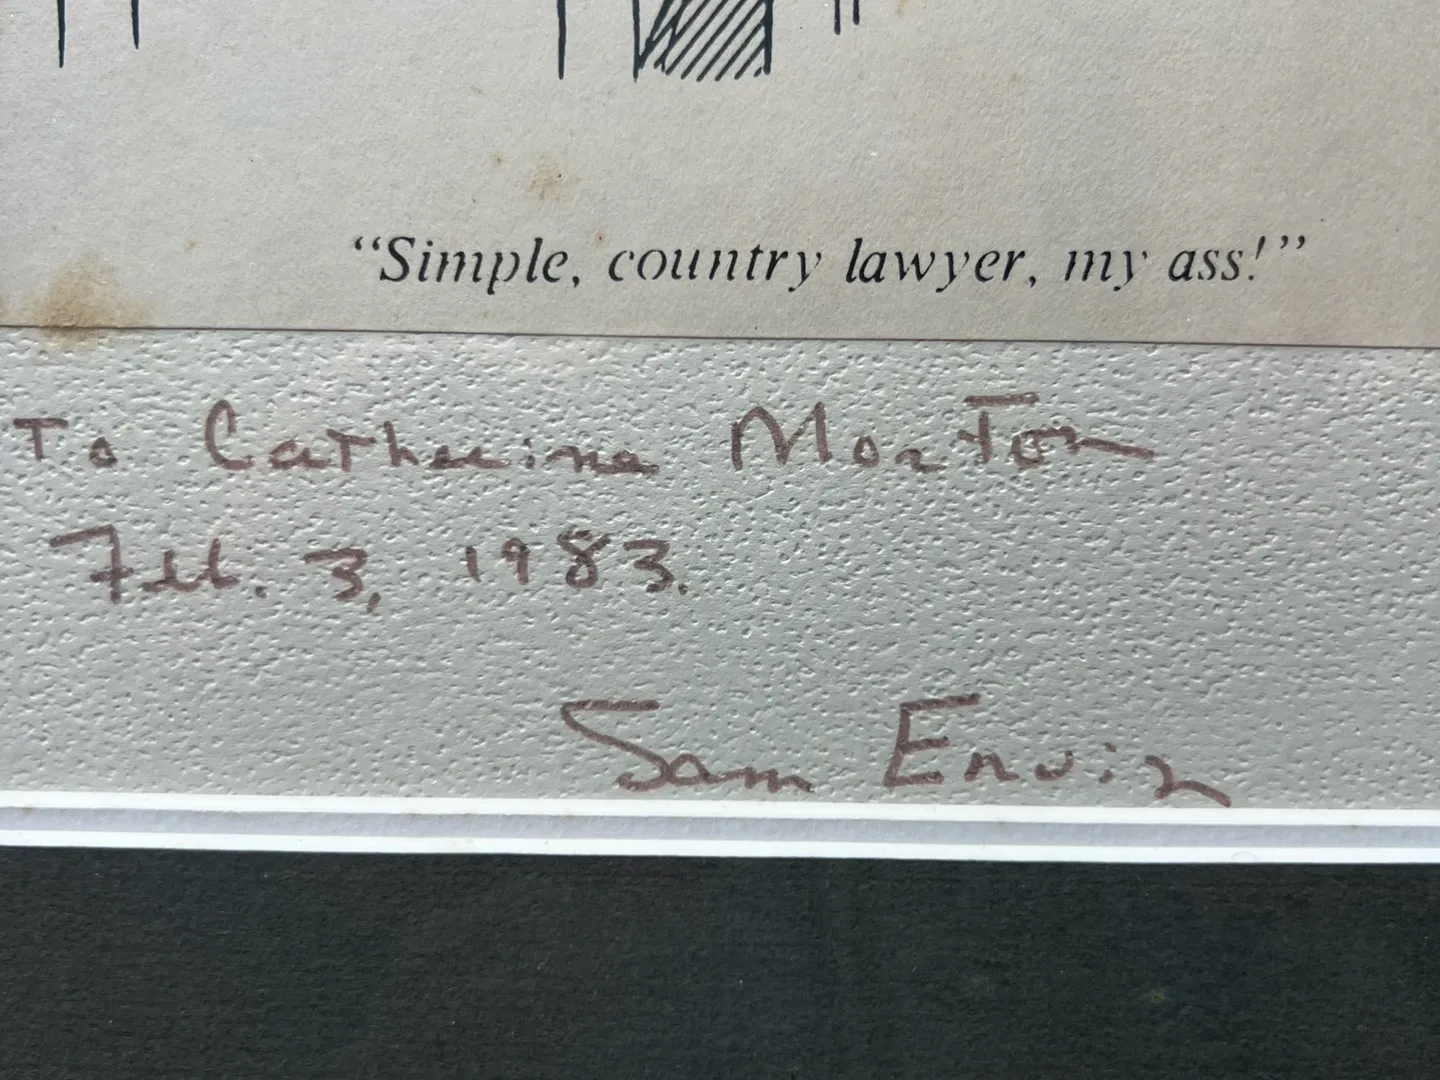 “Simple, country lawyer, my ass!”
To Catherine Morton
Feb. 3, 1983.
Sam Ervin